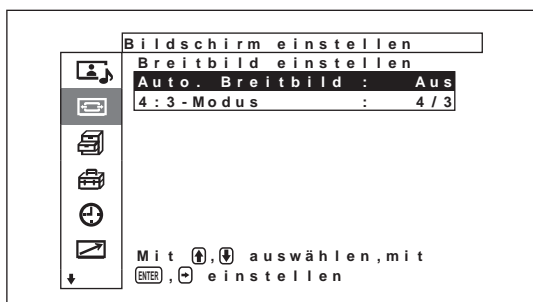 Bildschirm einstellen
Breitbild einstellen
Auto. Breitbild : Aus
4:3-Modus : 4/3
Mit ↑,↓ auswählen,mit
ENTER,→ einstellen